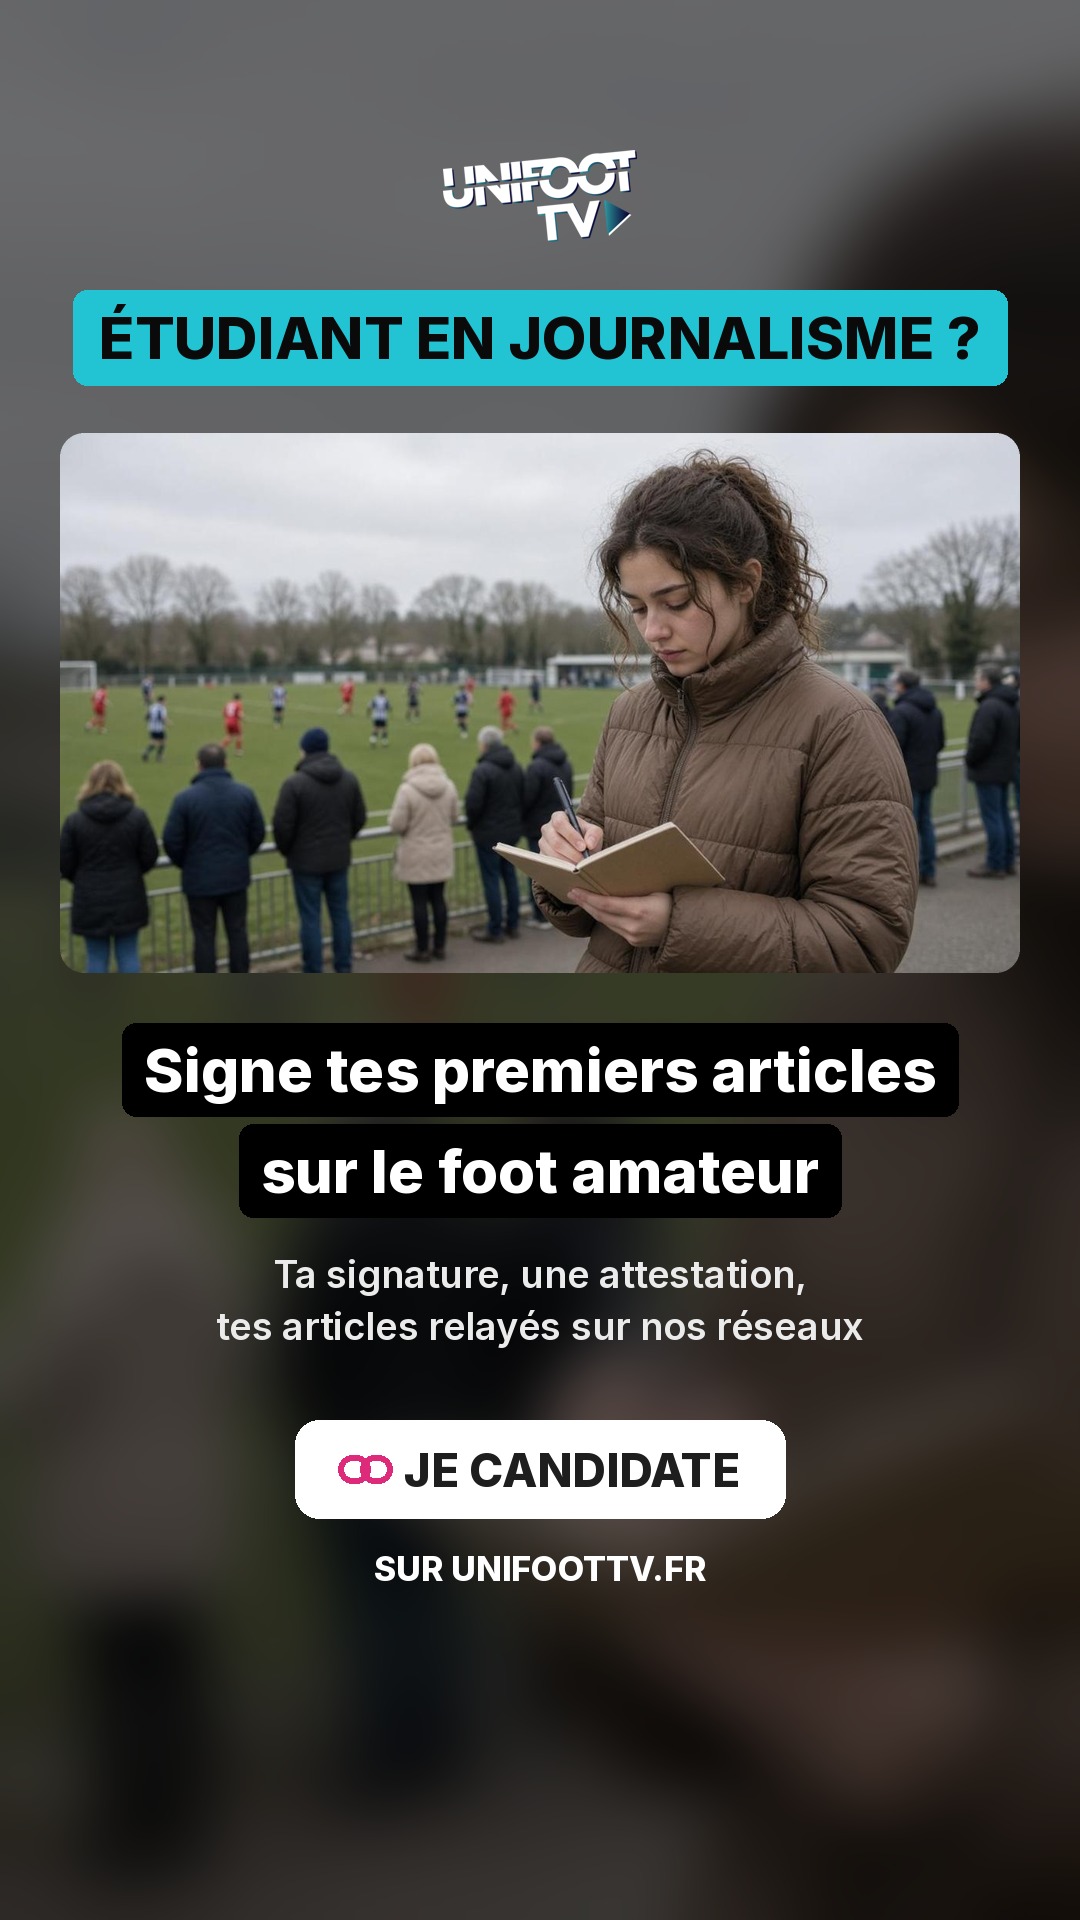 UNIFOOT
TV
ÉTUDIANT EN JOURNALISME ?
Signe tes premiers articles
sur le foot amateur
Ta signature, une attestation,
tes articles relayés sur nos réseaux
JE CANDIDATE
SUR UNIFOOTTV.FR